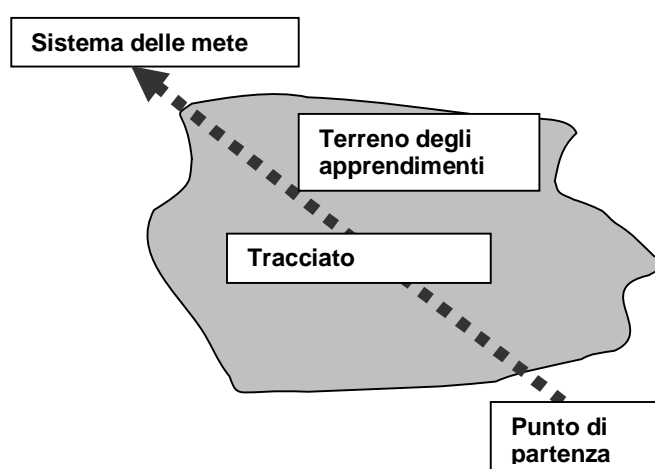 Sistema delle mete
Terreno degli
apprendimenti
Tracciato
Punto di
partenza